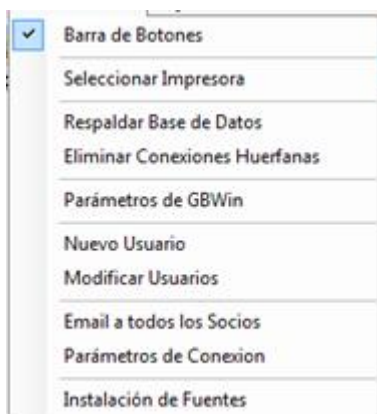 Barra de Botones
Seleccionar Impresora
Respaldar Base de Datos
Eliminar Conexiones Huerfanas
Parámetros de GBWin
Nuevo Usuario
Modificar Usuarios
Email a todos los Socios
Parámetros de Conexion
Instalación de Fuentes